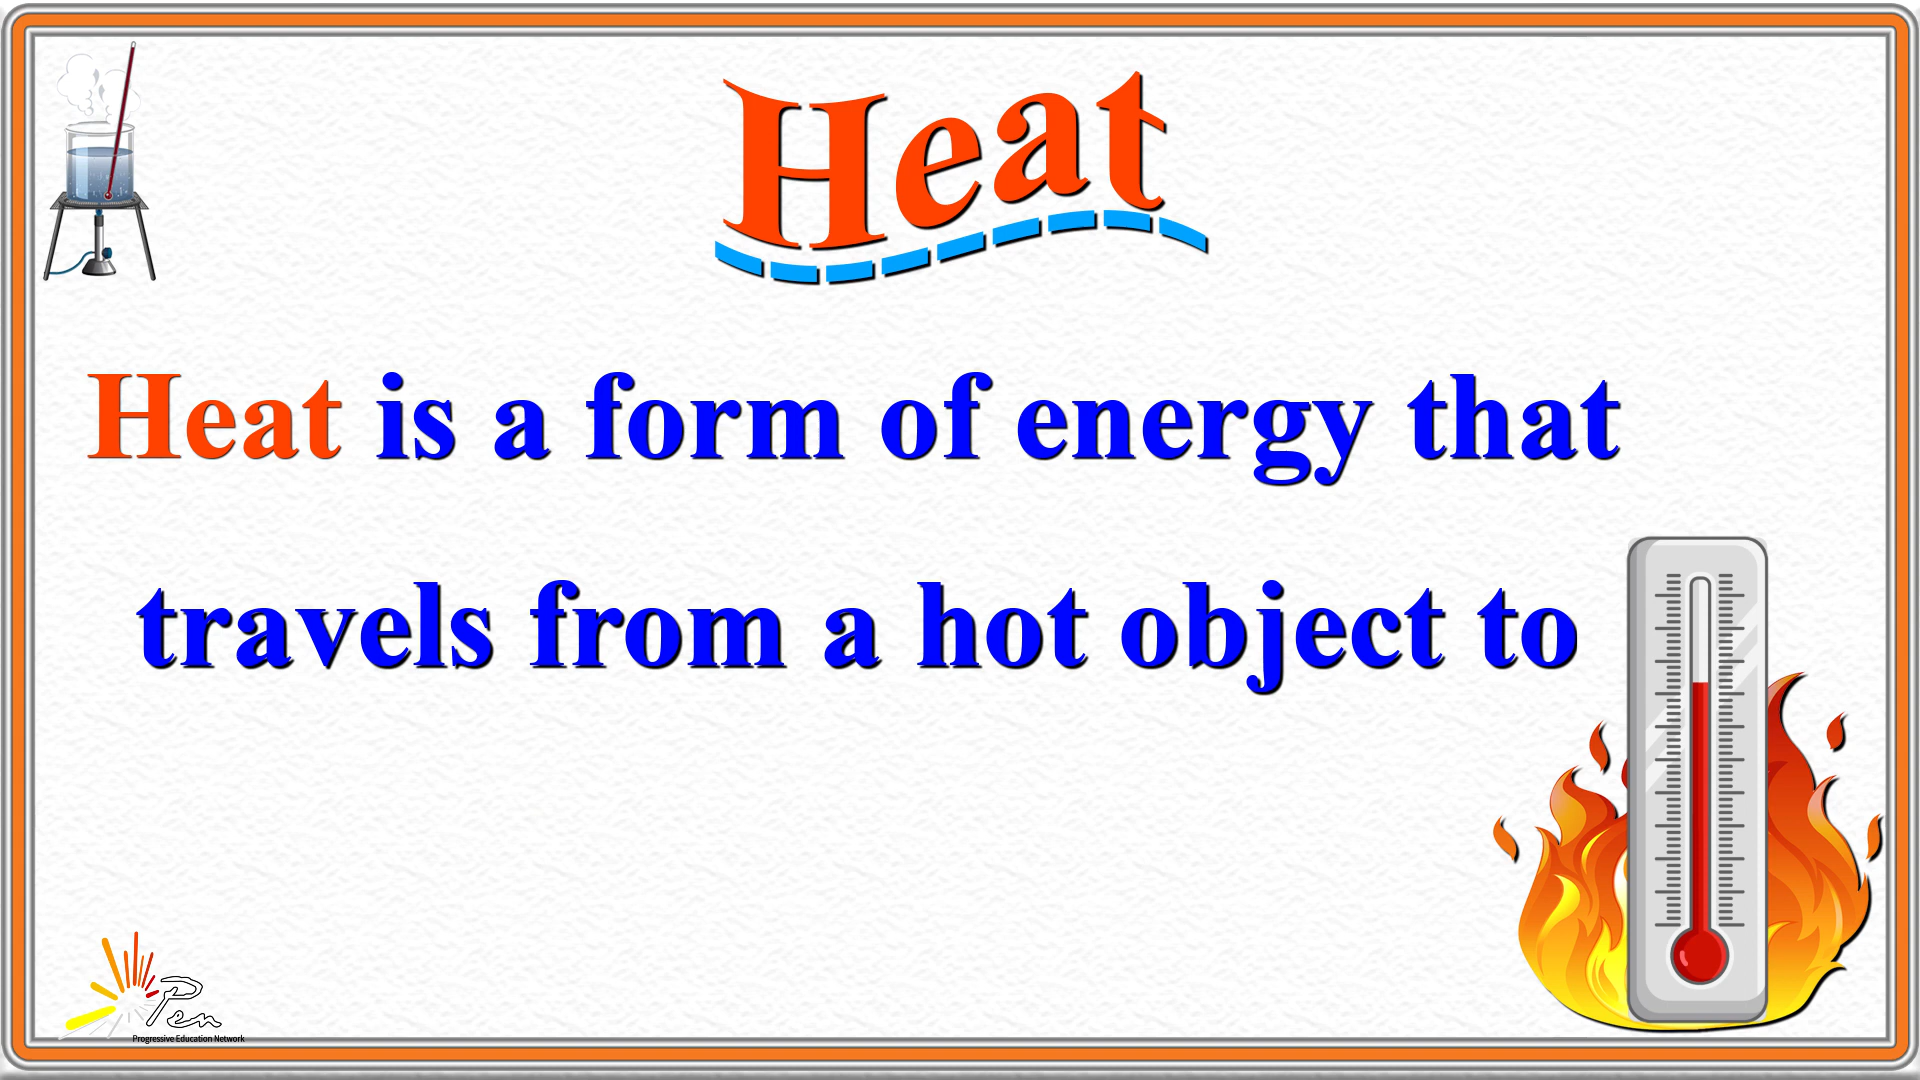 Heat
Heat is a form of energy that
travels from a hot object to
Pen
Progressive Education Network